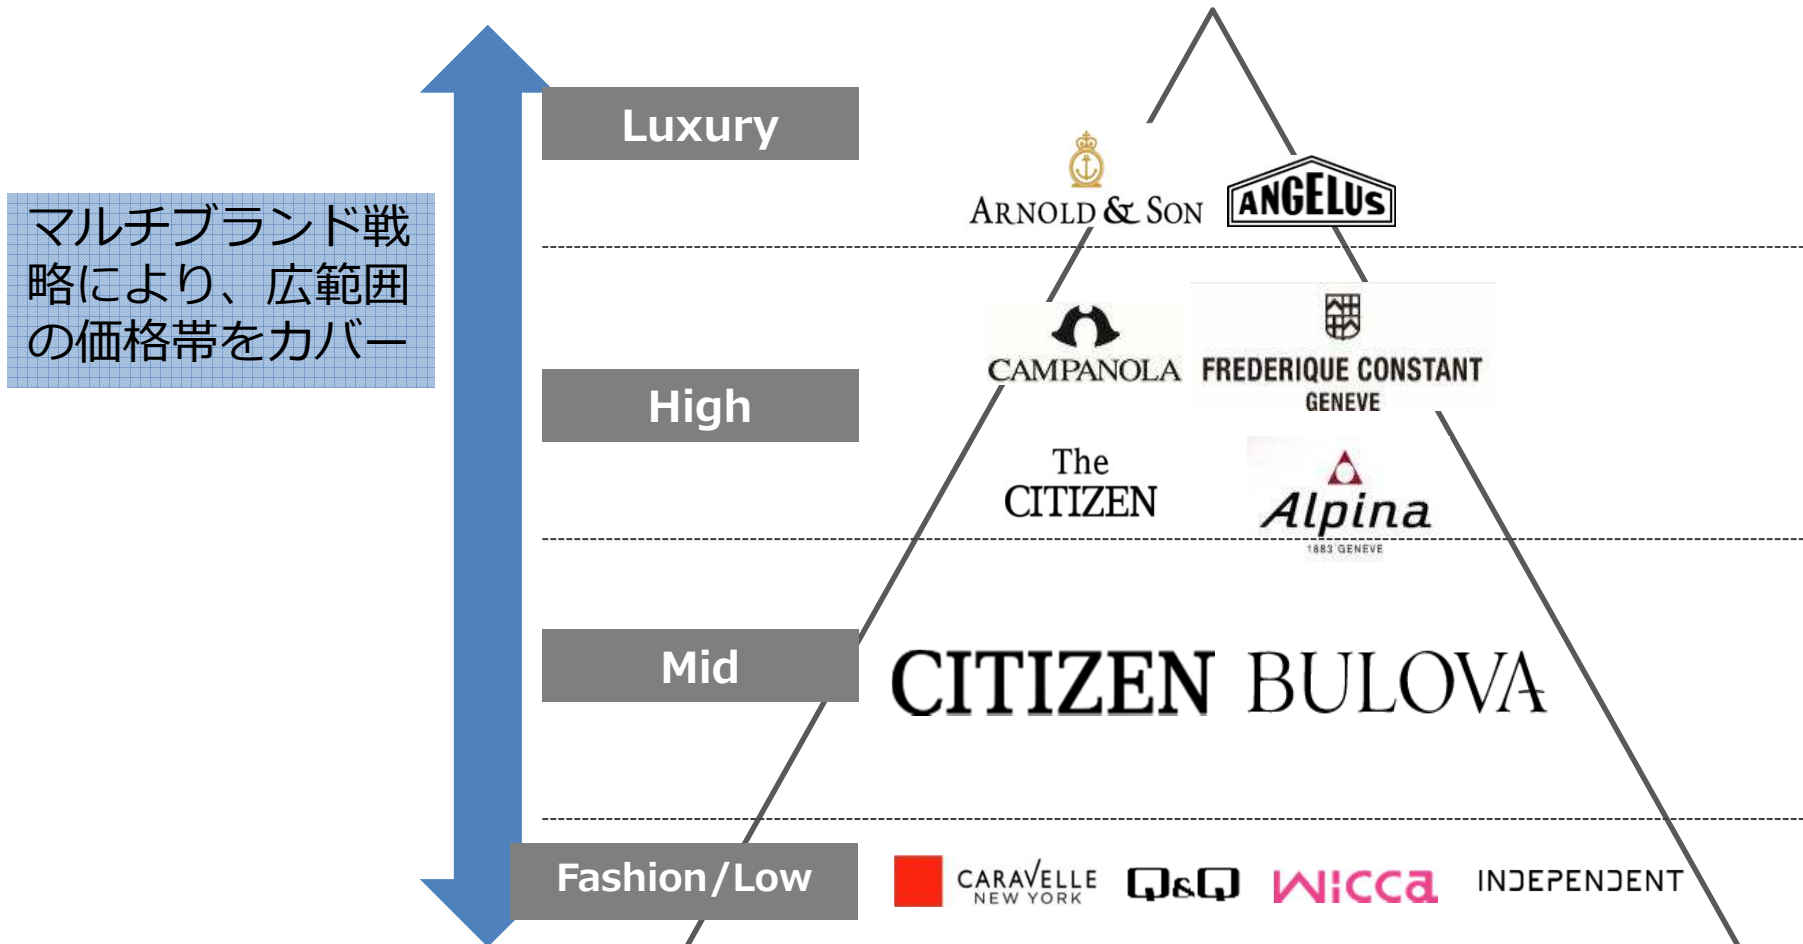 Luxury
ARNOLD & SON
ANGELUS
マルチブランド戦
略により、広範囲
の価格帯をカバー
High
CAMPANOLA
FREDERIQUE CONSTANT
GENEVE
The
CITIZEN
Alpina
1883 GENEVE
Mid
CITIZEN
BULOVA
Fashion/Low
CARAVELLE
NEW YORK
Q&Q
wicca
INDEPENDENT